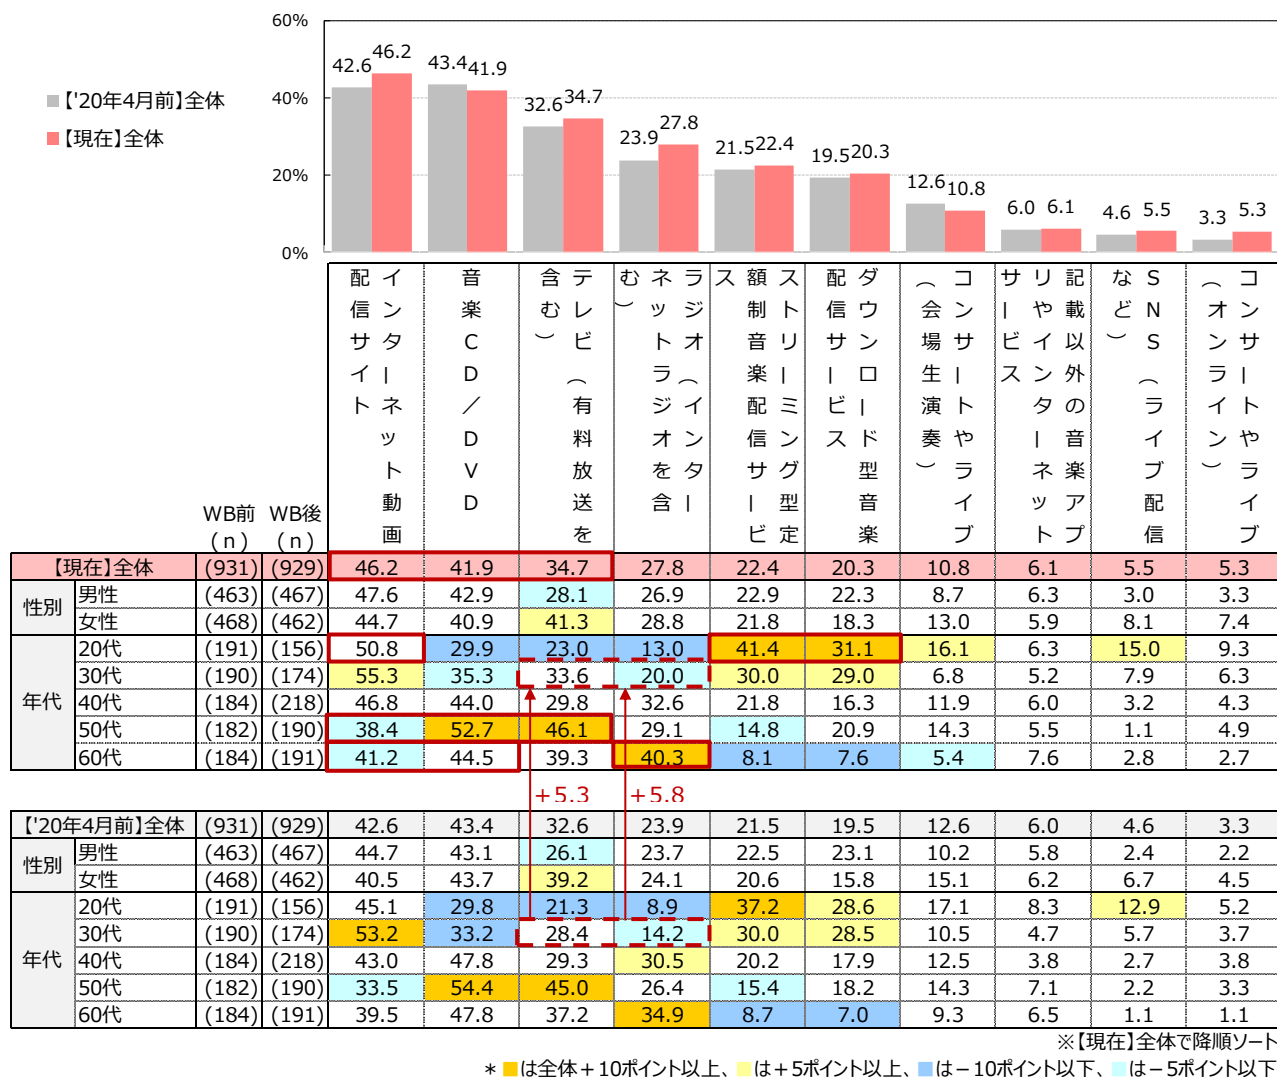 60%
40%
20%
0%
■【'20年4月前】全体
■【現在】全体
42.6 46.2 43.4 41.9 32.6 34.7 23.9 27.8 21.5 22.4 19.5 20.3 12.6 10.8 6.0 6.1 4.6 5.5 3.3 5.3
WB前(n) WB後(n)
インターネット動画
配信サイト
音楽CD/DVD
テレビ(有料放送を
含む)
ラジオ(インター
ネットラジオを含
む)
ストリーミング型定
額制音楽配信サービ
ス
ダウンロード型音楽
配信サービス
コンサートやライブ
(会場生演奏)
記載以外の音楽アプ
リやインターネット
サービス
SNS(ライブ配信
など)
コンサートやライブ
(オンライン)
【現在】全体 (931) (929) 46.2 41.9 34.7 27.8 22.4 20.3 10.8 6.1 5.5 5.3
性別
男性 (463) (467) 47.6 42.9 28.1 26.9 22.9 22.3 8.7 6.3 3.0 3.3
女性 (468) (462) 44.7 40.9 41.3 28.8 21.8 18.3 13.0 5.9 8.1 7.4
年代
20代 (191) (156) 50.8 29.9 23.0 13.0 41.4 31.1 16.1 6.3 15.0 9.3
30代 (190) (174) 55.3 35.3 33.6 20.0 30.0 29.0 6.8 5.2 7.9 6.3
40代 (184) (218) 46.8 44.0 29.8 32.6 21.8 16.3 11.9 6.0 3.2 4.3
50代 (182) (190) 38.4 52.7 46.1 29.1 14.8 20.9 14.3 5.5 1.1 4.9
60代 (184) (191) 41.2 44.5 39.3 40.3 8.1 7.6 5.4 7.6 2.8 2.7
+5.3 +5.8
【'20年4月前】全体 (931) (929) 42.6 43.4 32.6 23.9 21.5 19.5 12.6 6.0 4.6 3.3
性別
男性 (463) (467) 44.7 43.1 26.1 23.7 22.5 23.1 10.2 5.8 2.4 2.2
女性 (468) (462) 40.5 43.7 39.2 24.1 20.6 15.8 15.1 6.2 6.7 4.5
年代
20代 (191) (156) 45.1 29.8 21.3 8.9 37.2 28.6 17.1 8.3 12.9 5.2
30代 (190) (174) 53.2 33.2 28.4 14.2 30.0 28.5 10.5 4.7 5.7 3.7
40代 (184) (218) 43.0 47.8 29.3 30.5 20.2 17.9 12.5 3.8 2.7 3.8
50代 (182) (190) 33.5 54.4 45.0 26.4 15.4 18.2 14.3 7.1 2.2 3.3
60代 (184) (191) 39.5 47.8 37.2 34.9 8.7 7.0 9.3 6.5 1.1 1.1
※【現在】全体で降順ソート
* ■は全体+10ポイント以上、■は+5ポイント以上、■は-10ポイント以下、■は-5ポイント以下